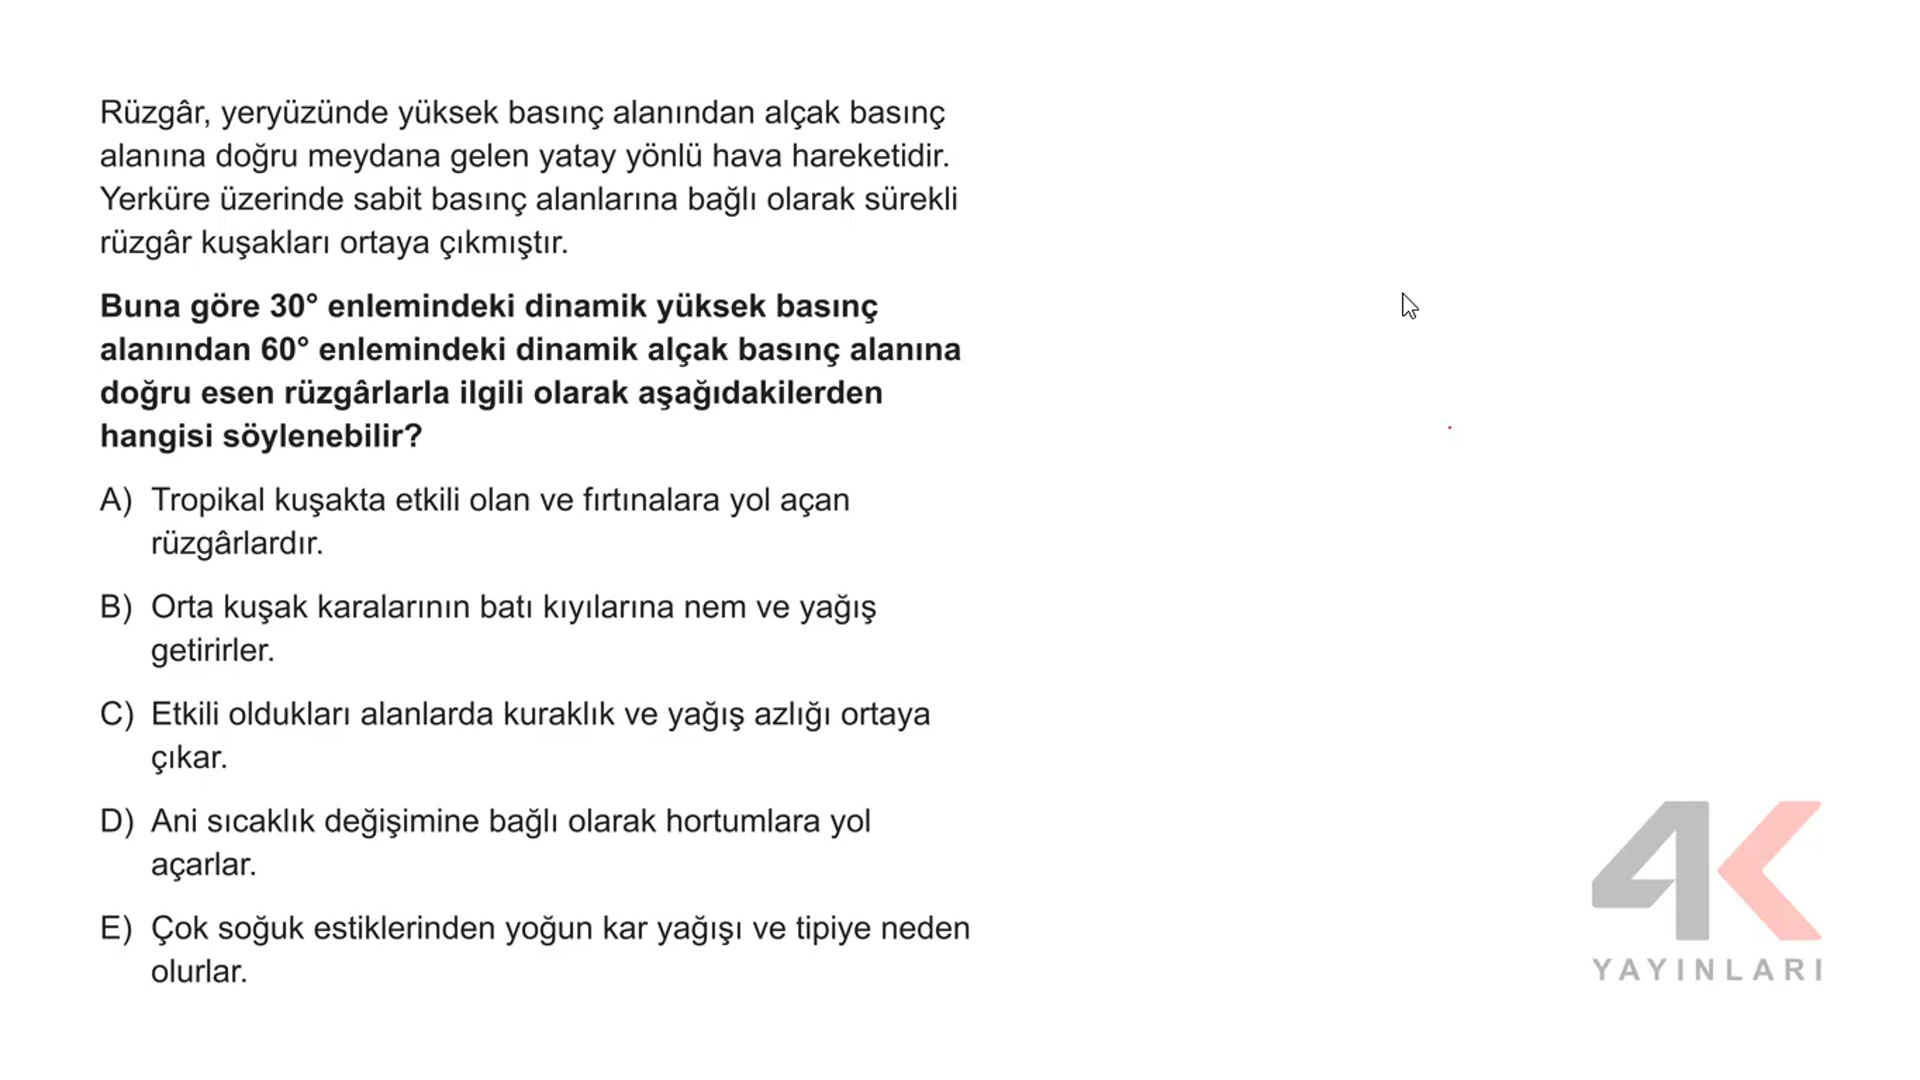 Rüzgâr, yeryüzünde yüksek basınç alanından alçak basınç
alanına doğru meydana gelen yatay yönlü hava hareketidir.
Yerküre üzerinde sabit basınç alanlarına bağlı olarak sürekli
rüzgâr kuşakları ortaya çıkmıştır.
Buna göre 30° enlemindeki dinamik yüksek basınç
alanından 60° enlemindeki dinamik alçak basınç alanına
doğru esen rüzgârlarla ilgili olarak aşağıdakilerden
hangisi söylenebilir?
A) Tropikal kuşakta etkili olan ve fırtınalara yol açan
rüzgârlardır.
B) Orta kuşak karalarının batı kıyılarına nem ve yağış
getirirler.
C) Etkili oldukları alanlarda kuraklık ve yağış azlığı ortaya
çıkar.
D) Ani sıcaklık değişimine bağlı olarak hortumlara yol
açarlar.
E) Çok soğuk estiklerinden yoğun kar yağışı ve tipiye neden
olurlar.
4K
YAYINLARI